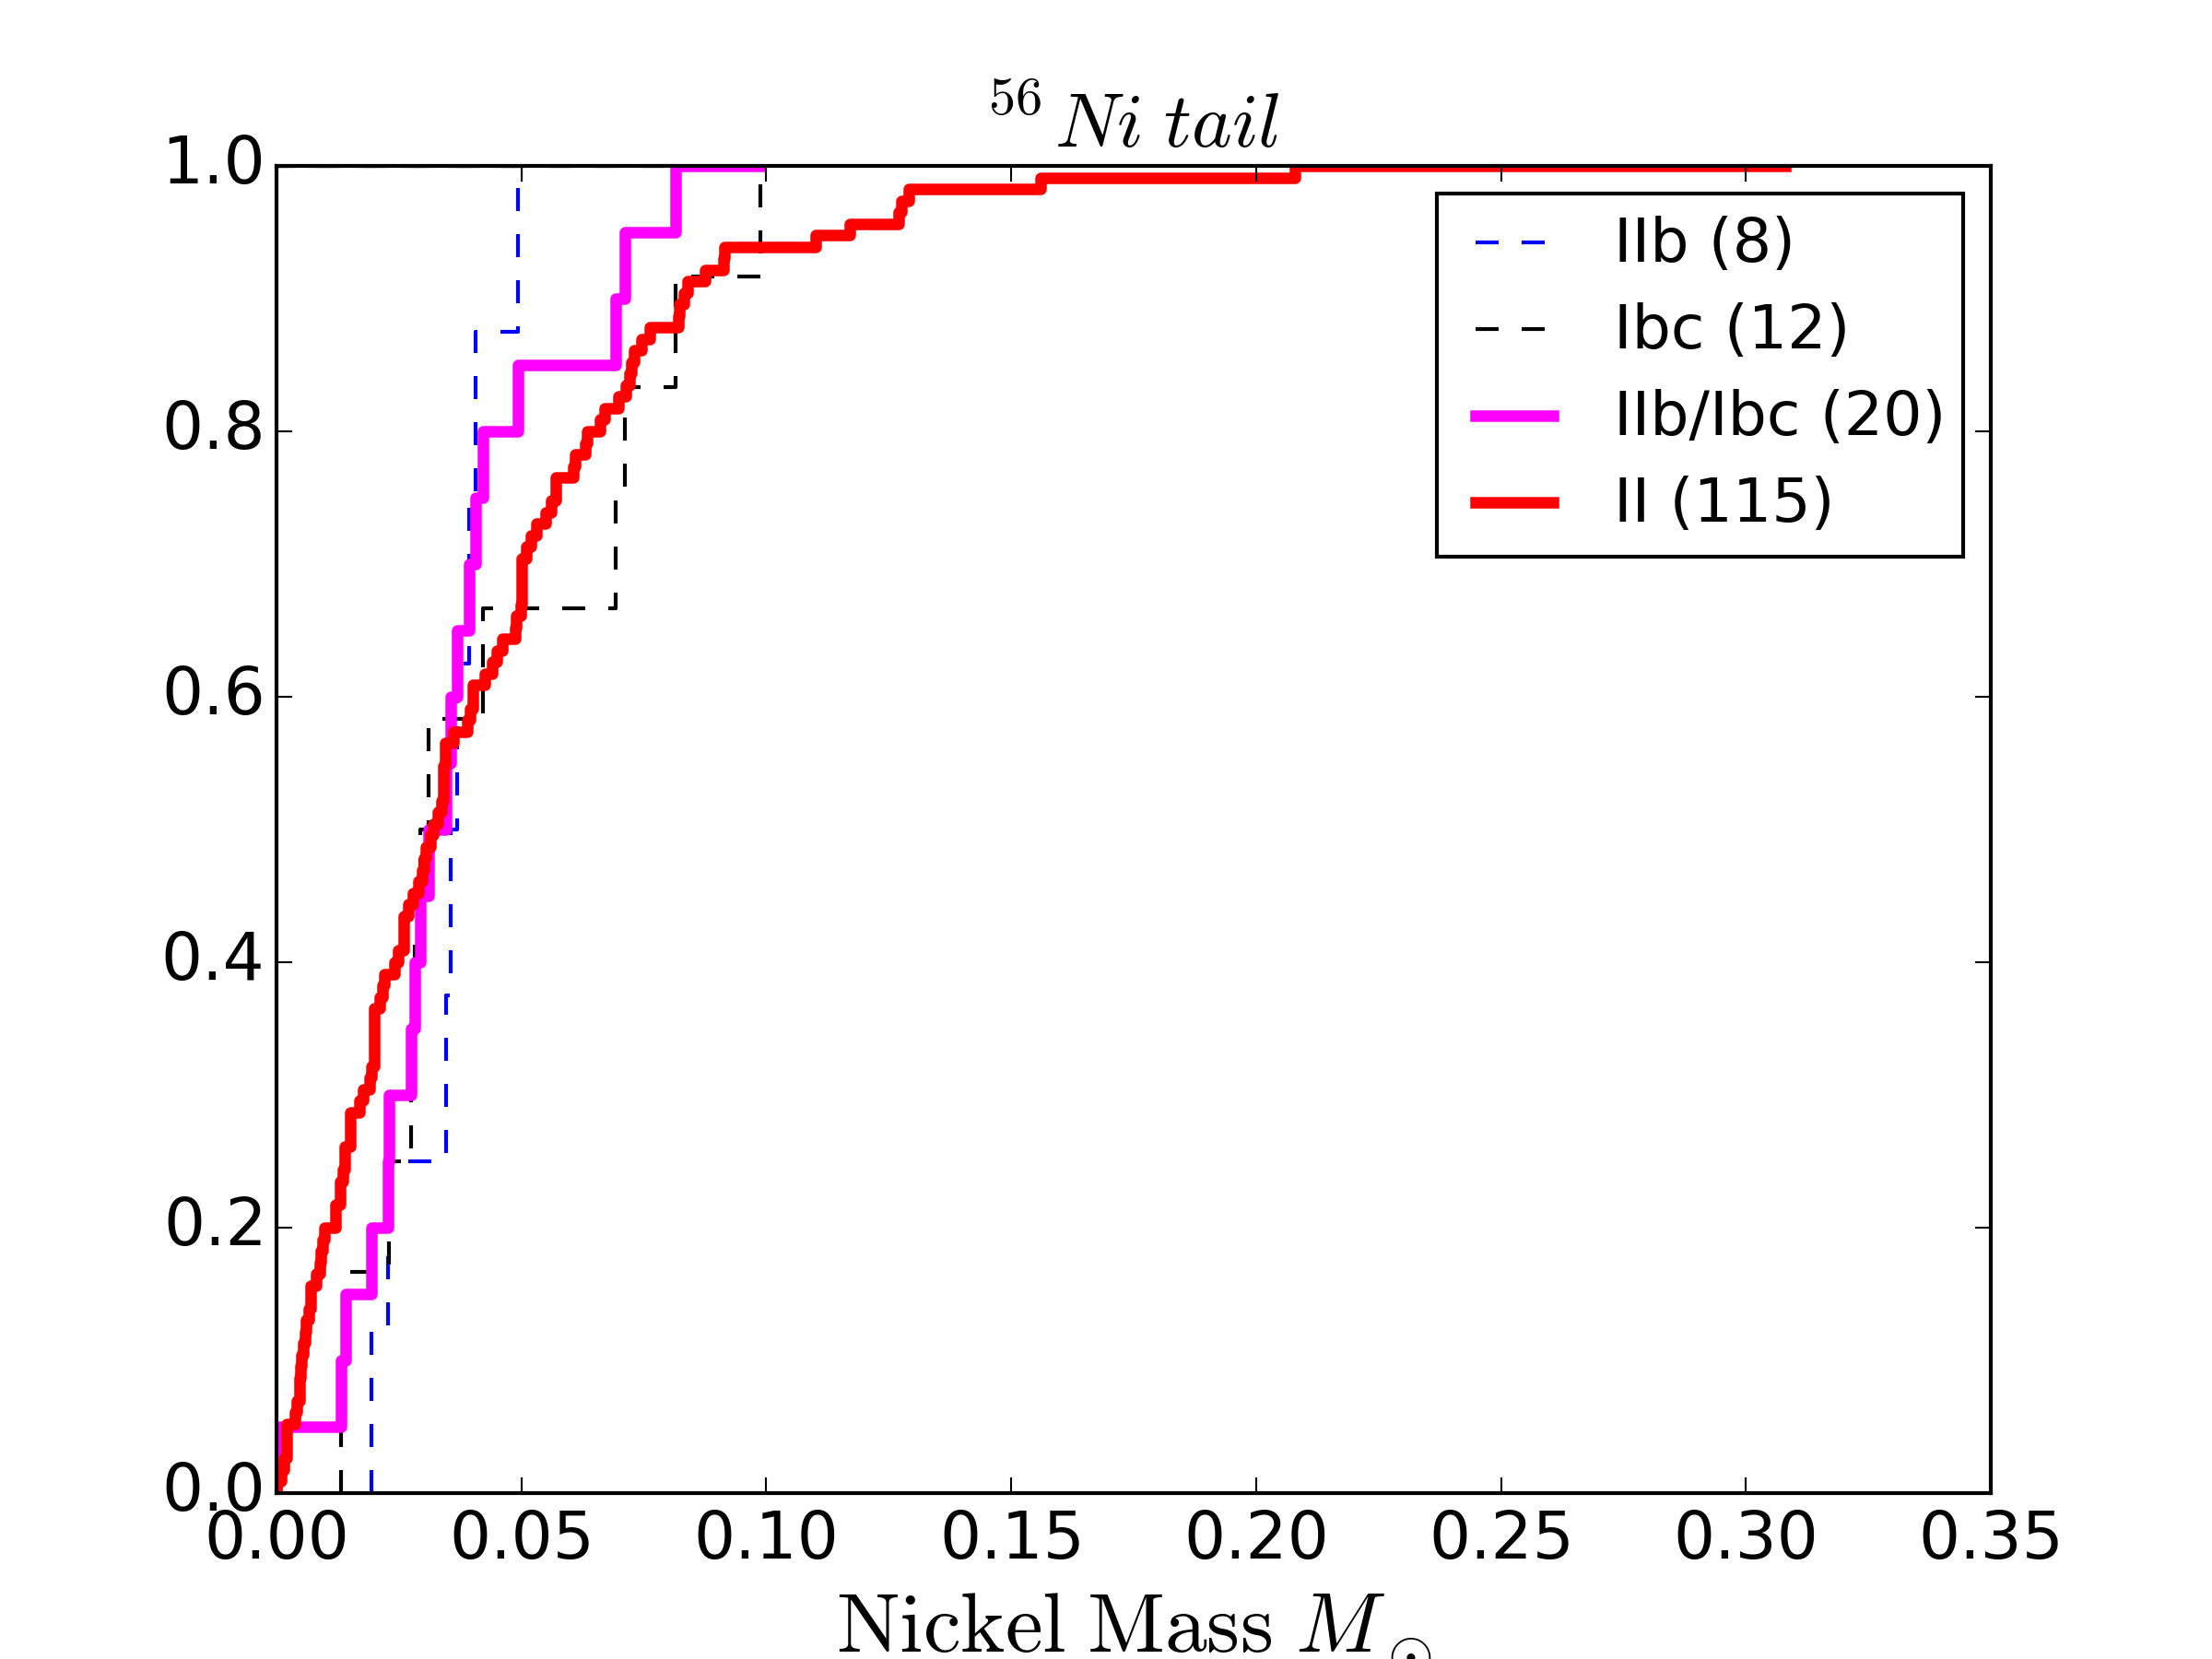 ⁵⁶Ni tail
1.0
0.8
0.6
0.4
0.2
0.0
IIb (8)
Ibc (12)
IIb/Ibc (20)
II (115)
0.00 0.05 0.10 0.15 0.20 0.25 0.30 0.35
Nickel Mass M⊙